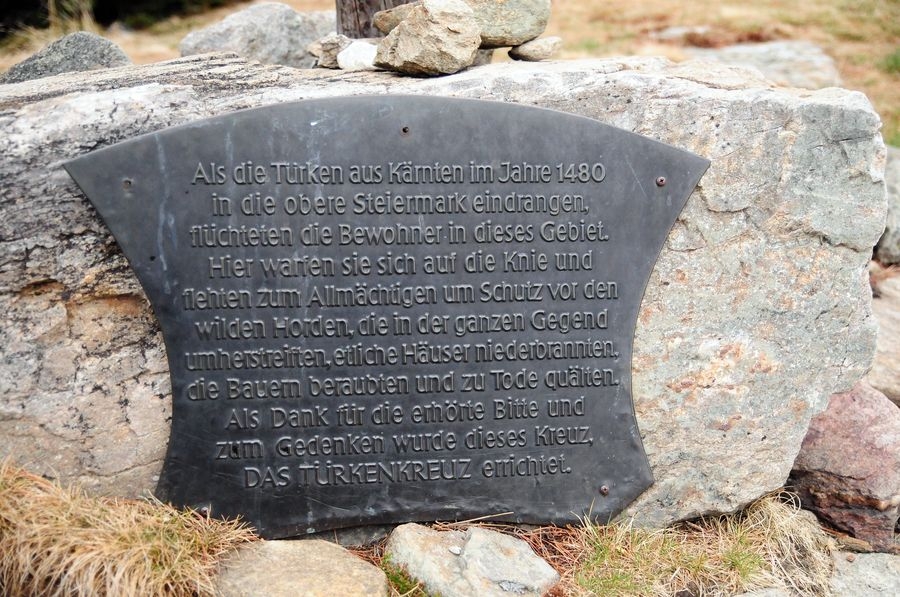 Als die Türken aus Kärnten im Jahre 1480
in die obere Steiermark eindrangen,
flüchteten die Bewohner in dieses Gebiet.
Hier warfen sie sich auf die Knie und
flehten zum Allmächtigen um Schutz vor den
wilden Horden, die in der ganzen Gegend
umherstreiften, etliche Häuser niederbrannten,
die Bauern beraubten und zu Tode quälten.
Als Dank für die erhörte Bitte und
zum Gedenken wurde dieses Kreuz,
DAS TÜRKENKREUZ errichtet.